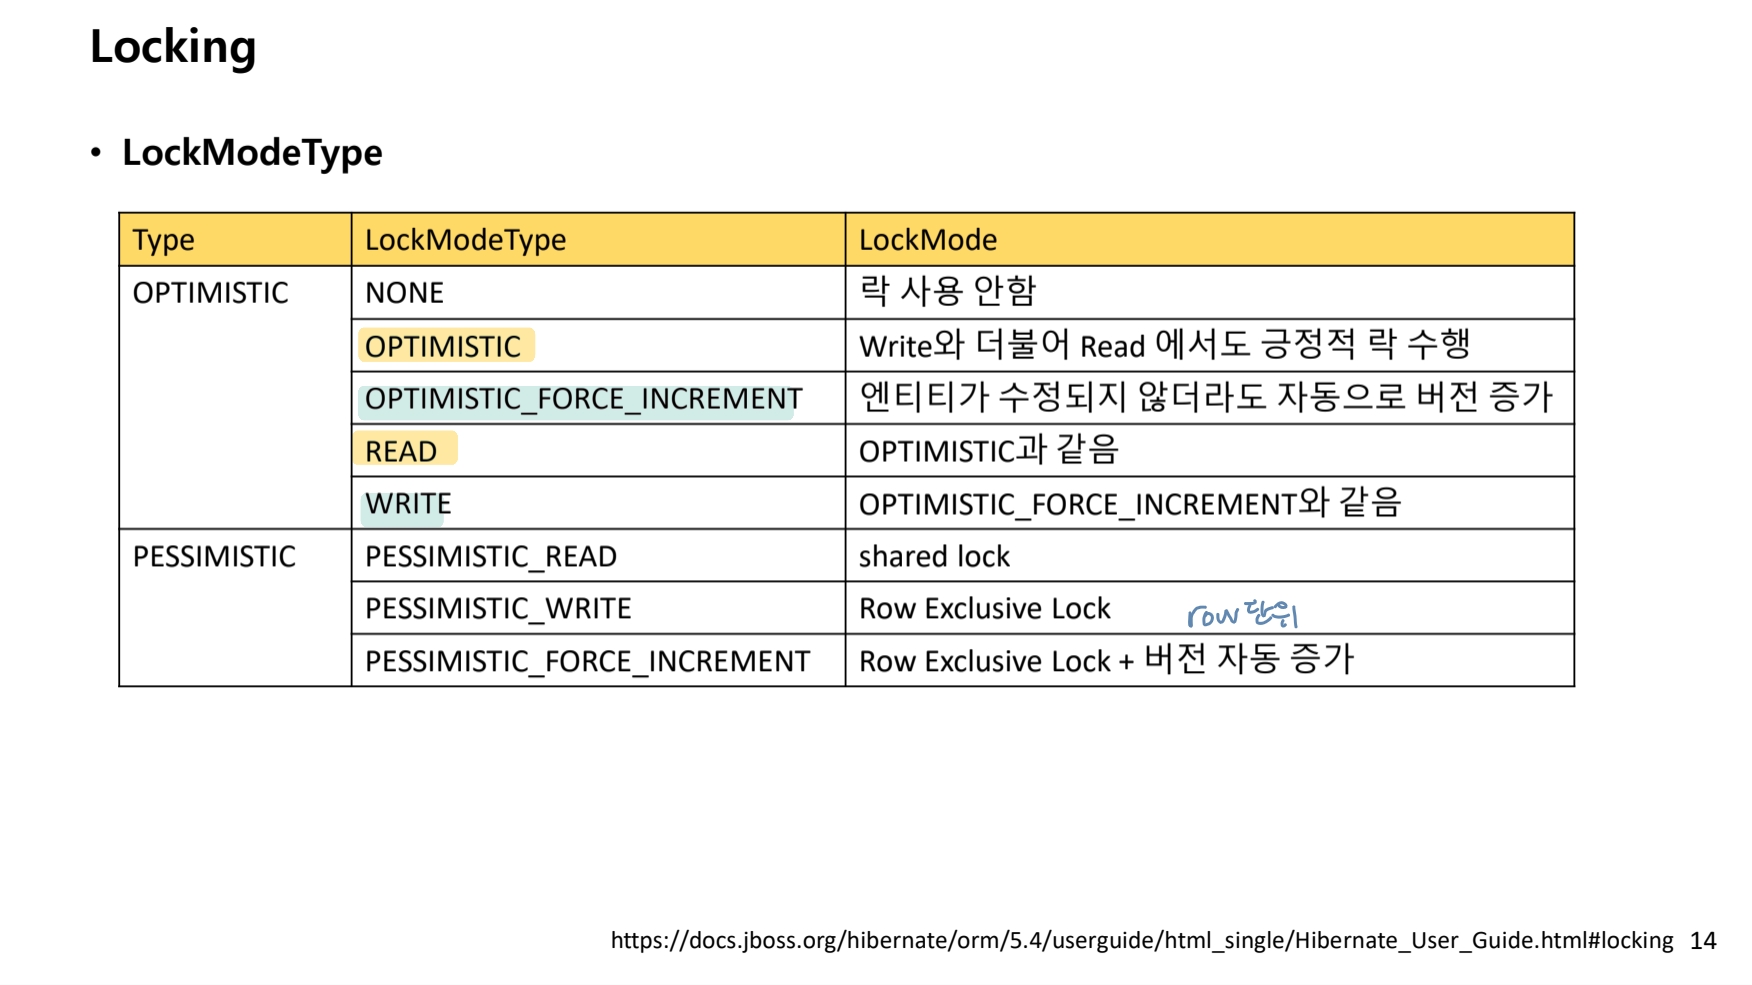 Locking
• LockModeType
Type LockModeType LockMode
OPTIMISTIC NONE 락 사용 안함
OPTIMISTIC Write와 더불어 Read 에서도 긍정적 락 수행
OPTIMISTIC_FORCE_INCREMENT 엔티티가 수정되지 않더라도 자동으로 버전 증가
READ OPTIMISTIC과 같음
WRITE OPTIMISTIC_FORCE_INCREMENT와 같음
PESSIMISTIC PESSIMISTIC_READ shared lock
PESSIMISTIC_WRITE Row Exclusive Lock row 단위
PESSIMISTIC_FORCE_INCREMENT Row Exclusive Lock + 버전 자동 증가
https://docs.jboss.org/hibernate/orm/5.4/userguide/html_single/Hibernate_User_Guide.html#locking 14